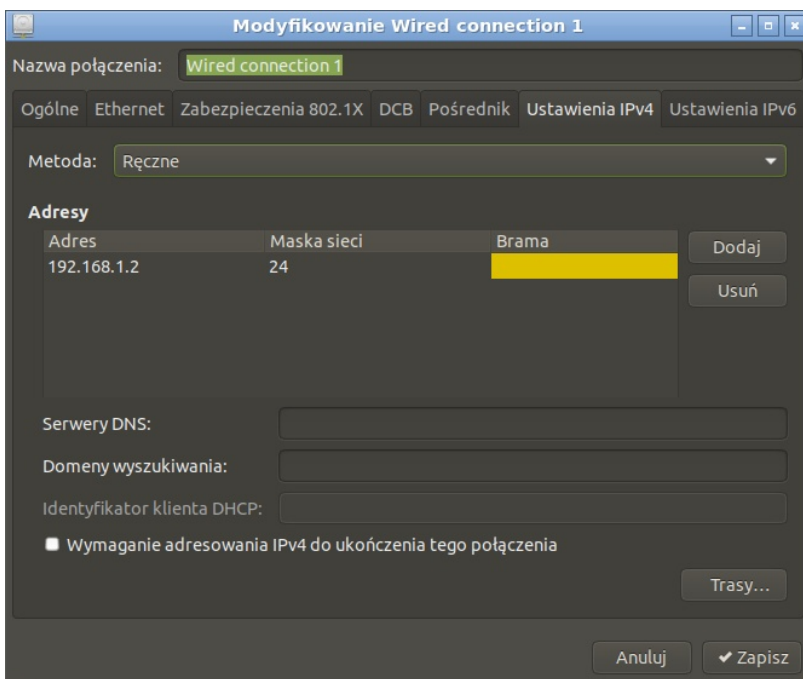 Modyfikowanie Wired connection 1
Nazwa połączenia: Wired connection 1
Ogólne Ethernet Zabezpieczenia 802.1X DCB Pośrednik Ustawienia IPv4 Ustawienia IPv6
Metoda: Ręczne
Adresy
Adres Maska sieci Brama Dodaj
192.168.1.2 24
Usuń
Serwery DNS:
Domeny wyszukiwania:
Identyfikator klienta DHCP:
Wymaganie adresowania IPv4 do ukończenia tego połączenia
Trasy...
Anuluj Zapisz